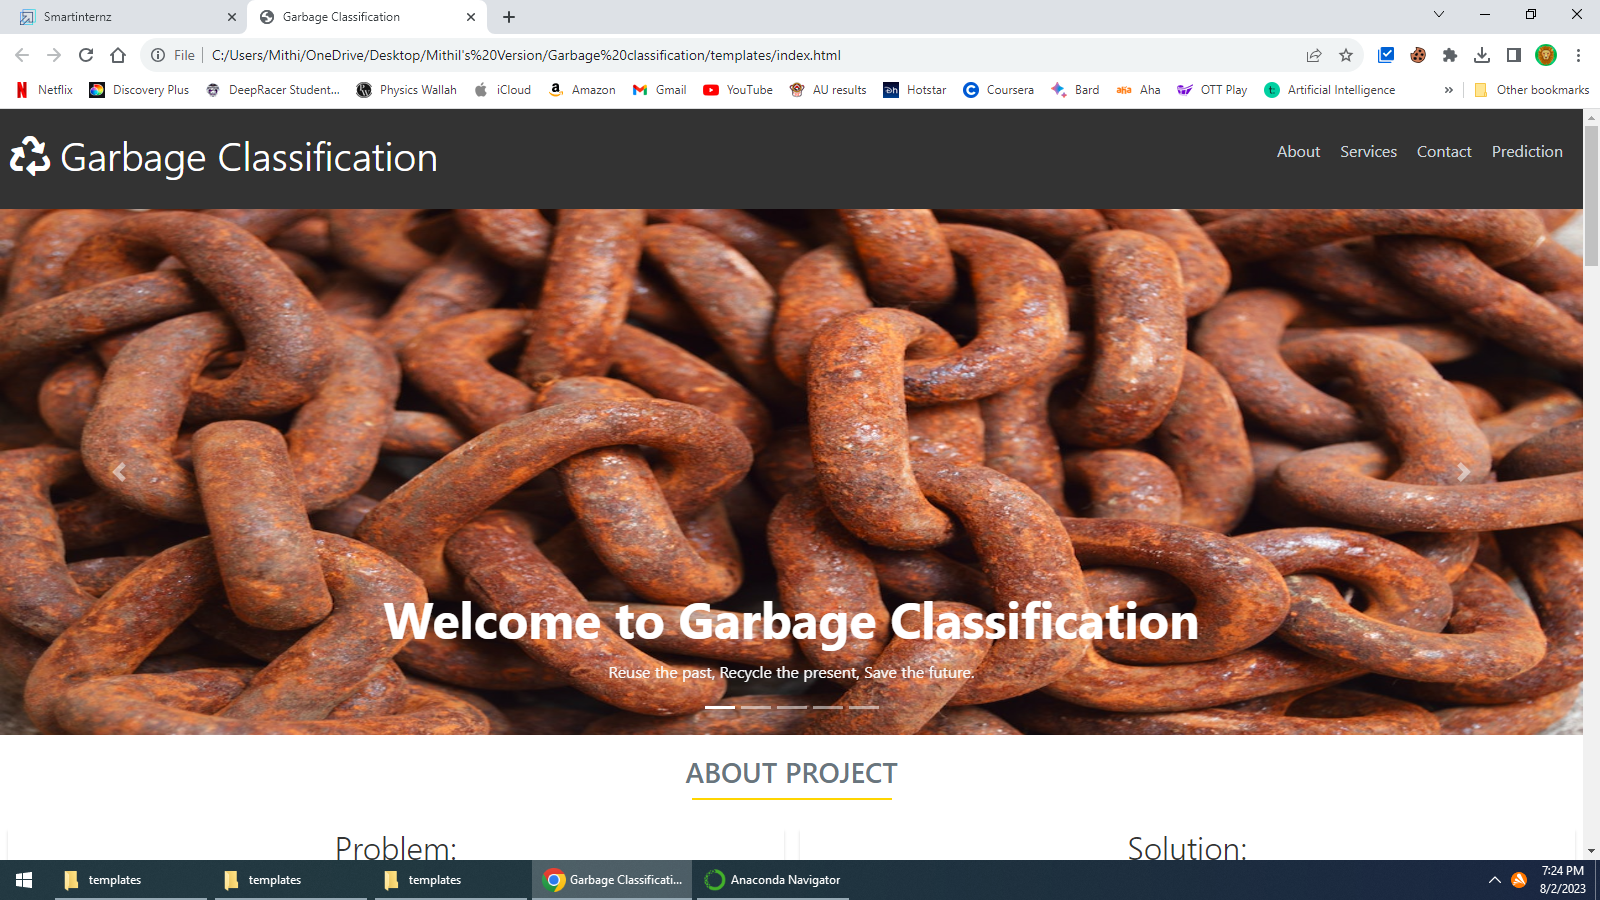 Smartinternz
Garbage Classification
File
C:/Users/Mithi/OneDrive/Desktop/Mithil's%20Version/Garbage%20classification/templates/index.html
Netflix
Discovery Plus
DeepRacer Student...
Physics Wallah
iCloud
Amazon
Gmail
YouTube
AU results
Hotstar
Coursera
Bard
Aha
OTT Play
Artificial Intelligence
»
Other bookmarks
Garbage Classification
About
Services
Contact
Prediction
Welcome to Garbage Classification
Reuse the past, Recycle the present, Save the future.
ABOUT PROJECT
Problem:
Solution:
templates
templates
templates
Garbage Classificati...
Anaconda Navigator
7:24 PM
8/2/2023